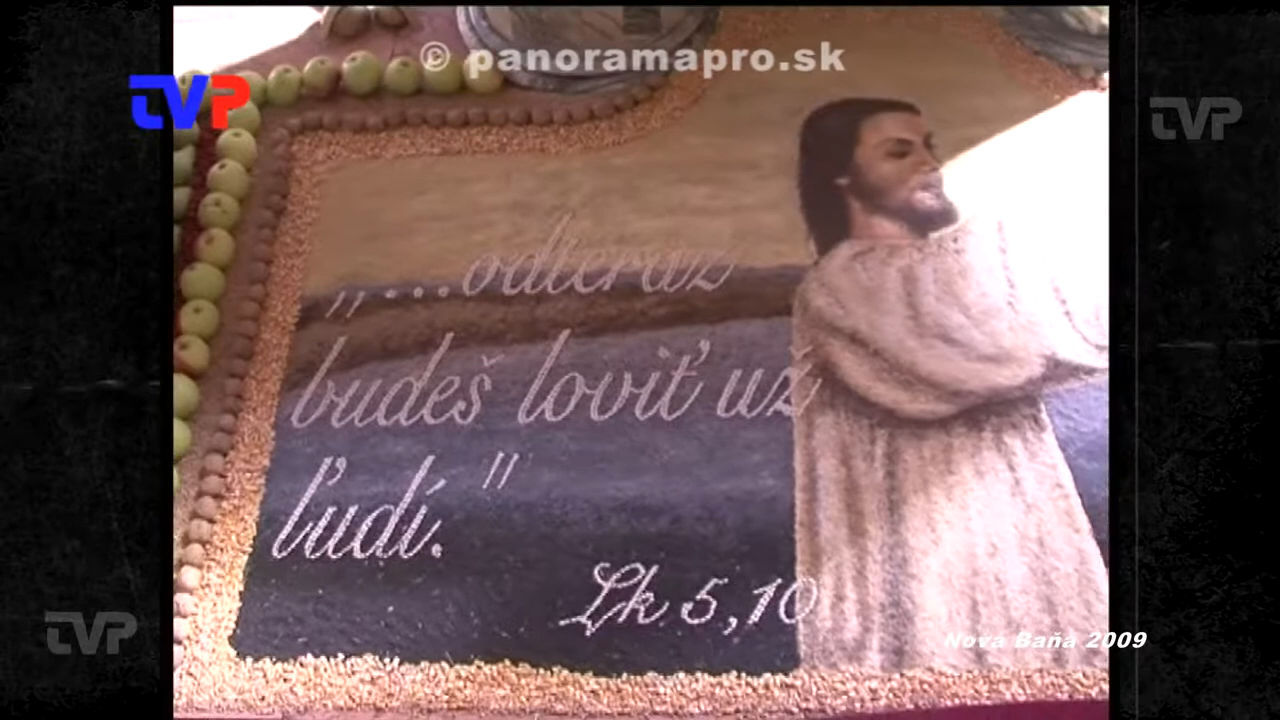 © panoramapro.sk
TVP
TVP
„...odteraz
budeš loviť už
ľudí."
Lk 5,10
TVP
Nova Baňa 2009